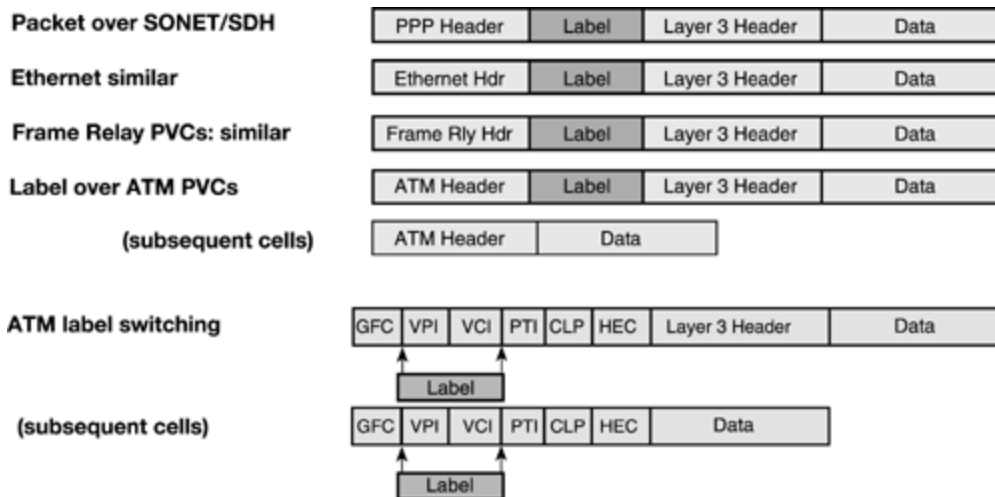 Packet over SONET/SDH PPP Header Label Layer 3 Header Data
Ethernet similar Ethernet Hdr Label Layer 3 Header Data
Frame Relay PVCs: similar Frame Rly Hdr Label Layer 3 Header Data
Label over ATM PVCs ATM Header Label Layer 3 Header Data
(subsequent cells) ATM Header Data
ATM label switching GFC VPI VCI PTI CLP HEC Layer 3 Header Data
Label
(subsequent cells) GFC VPI VCI PTI CLP HEC Data
Label